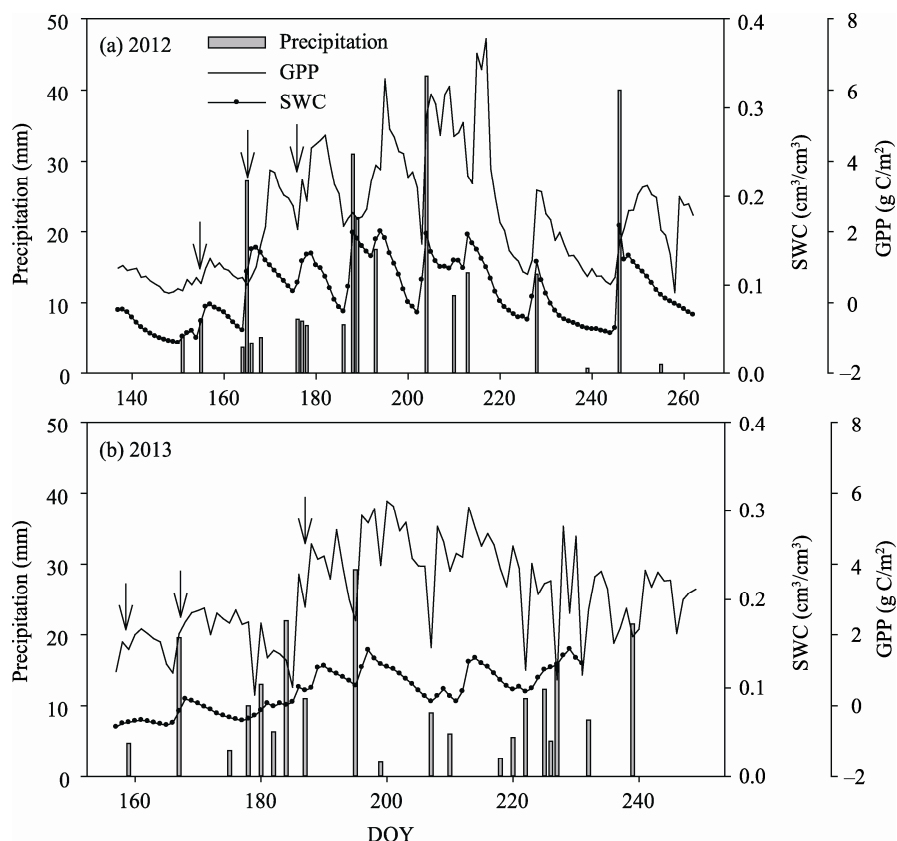 (a) 2012
Precipitation
GPP
SWC
Precipitation (mm)
50
40
30
20
10
0
SWC (cm³/cm³)
0.4
0.3
0.2
0.1
0.0
GPP (g C/m²)
8
6
4
2
0
−2
140 160 180 200 220 240 260
(b) 2013
Precipitation (mm)
50
40
30
20
10
0
SWC (cm³/cm³)
0.4
0.3
0.2
0.1
0.0
GPP (g C/m²)
8
6
4
2
0
−2
160 180 200 220 240
DOY